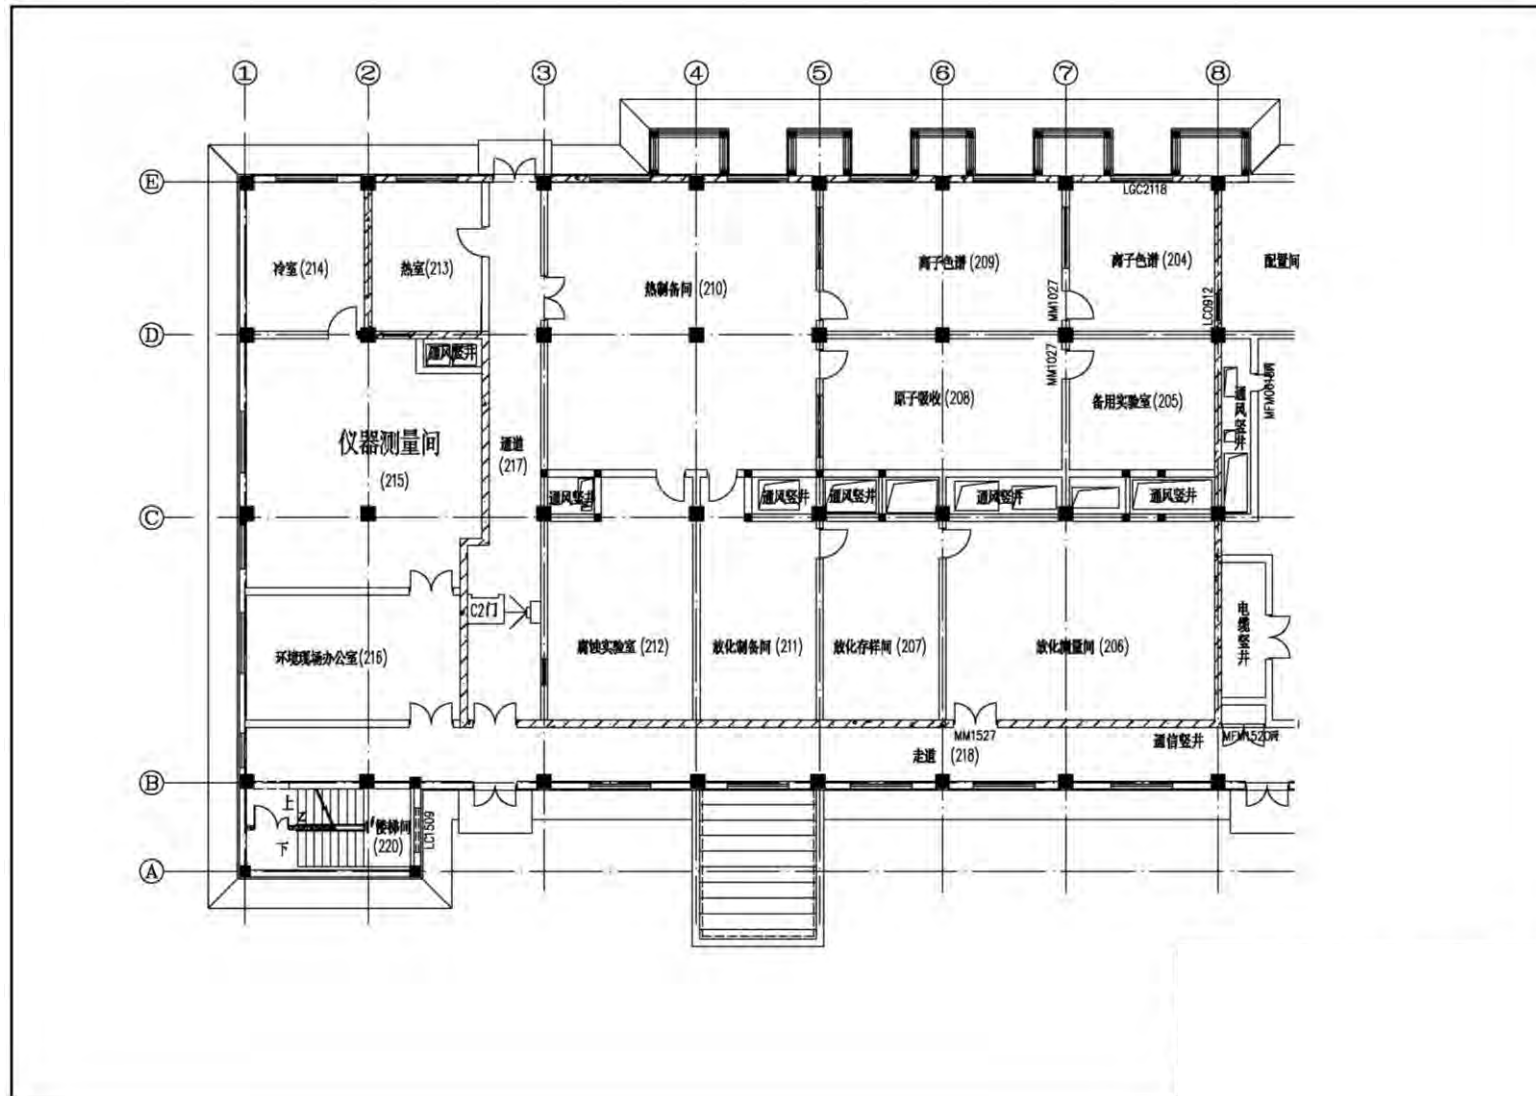 ① ② ③ ④ ⑤ ⑥ ⑦ ⑧
Ⓔ
LGC2118
冷室(214)
热室(213)
热制备间(210)
离子色谱(209)
离子色谱(204)
配置间
MM1027
LC0912
Ⓓ
通风竖井
MM1027
原子吸收(208)
备用实验室(205)
通风竖井
仪器测量间
(215)
通道
(217)
通风竖井
通风竖井
通风竖井
通风竖井
通风竖井
Ⓒ
C2门
电缆竖井
环境现场办公室(216)
腐蚀实验室(212)
放化制备间(211)
放化存样间(207)
放化测量间(206)
MM1527
走道
(218)
通信竖井
Ⓑ
上
下
楼梯间
(220)
LC1509
Ⓐ